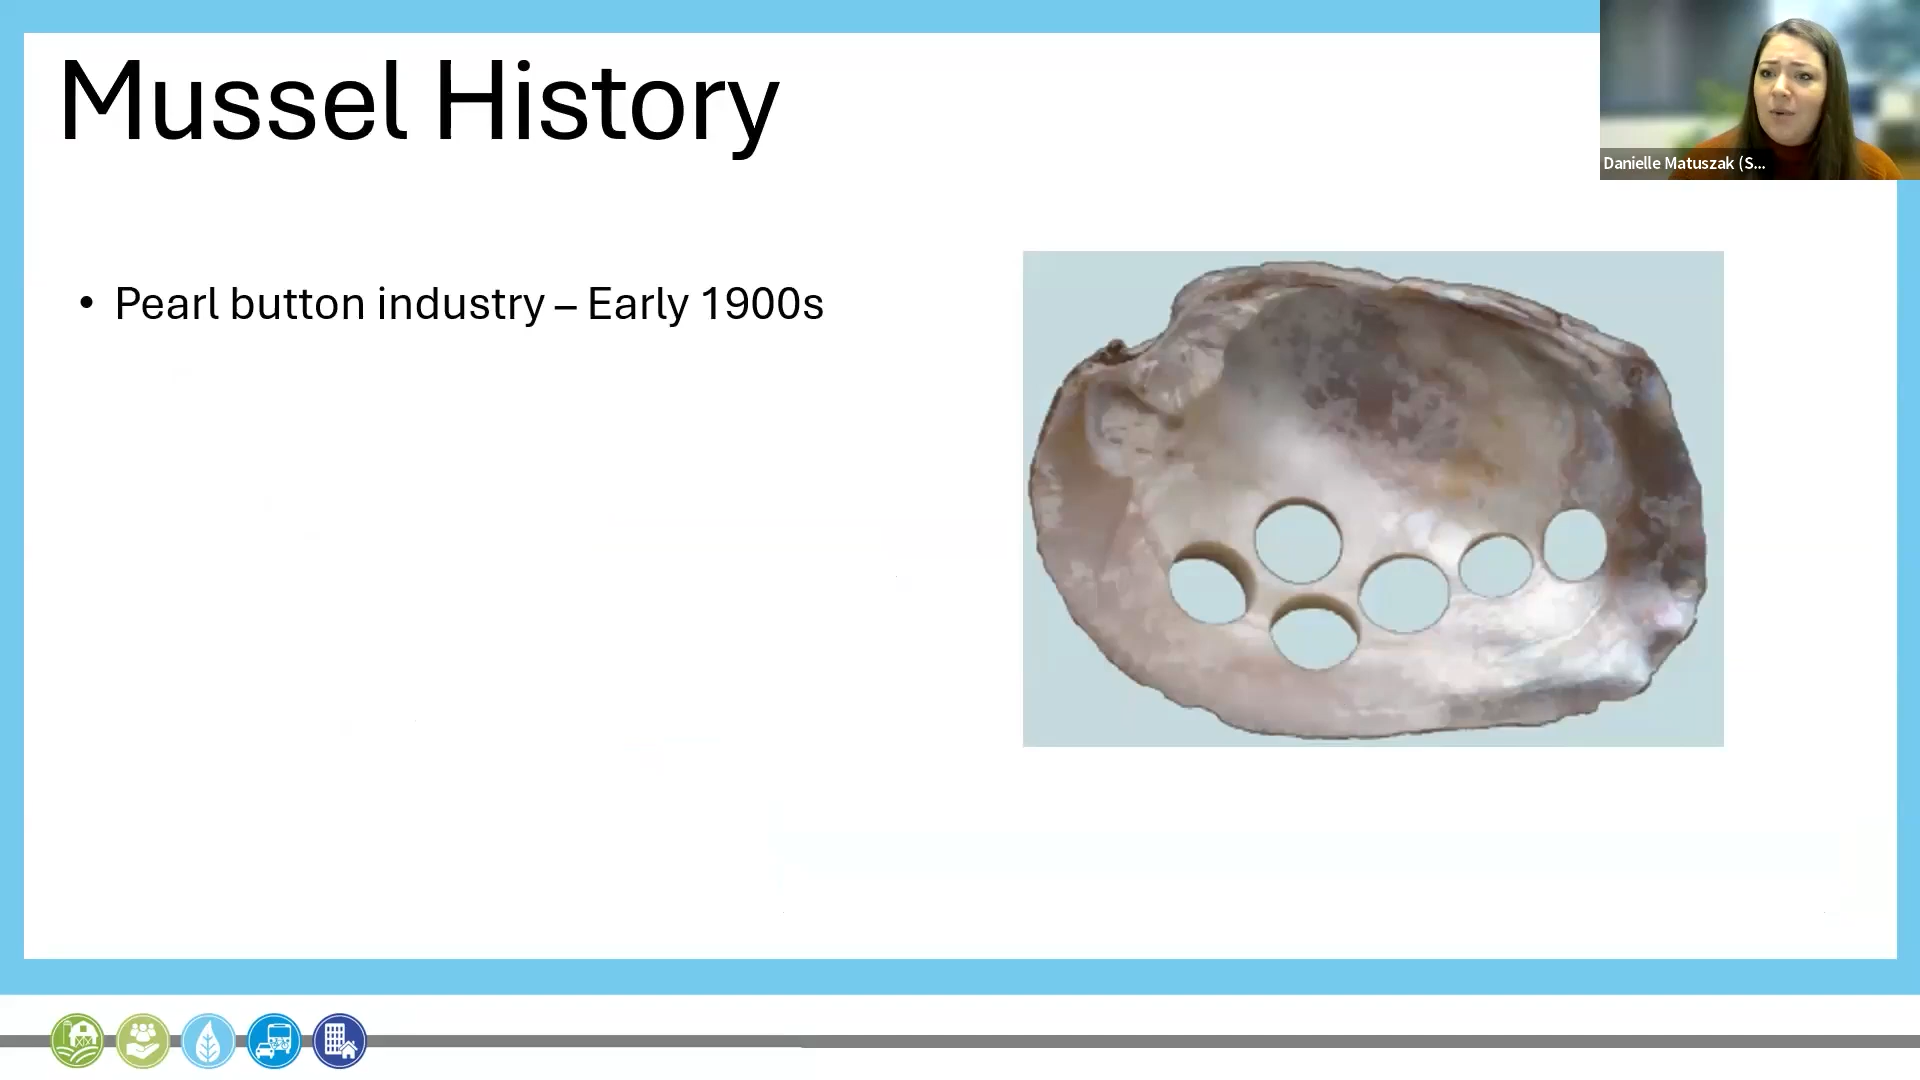 Mussel History
Danielle Matuszak (S...
• Pearl button industry – Early 1900s